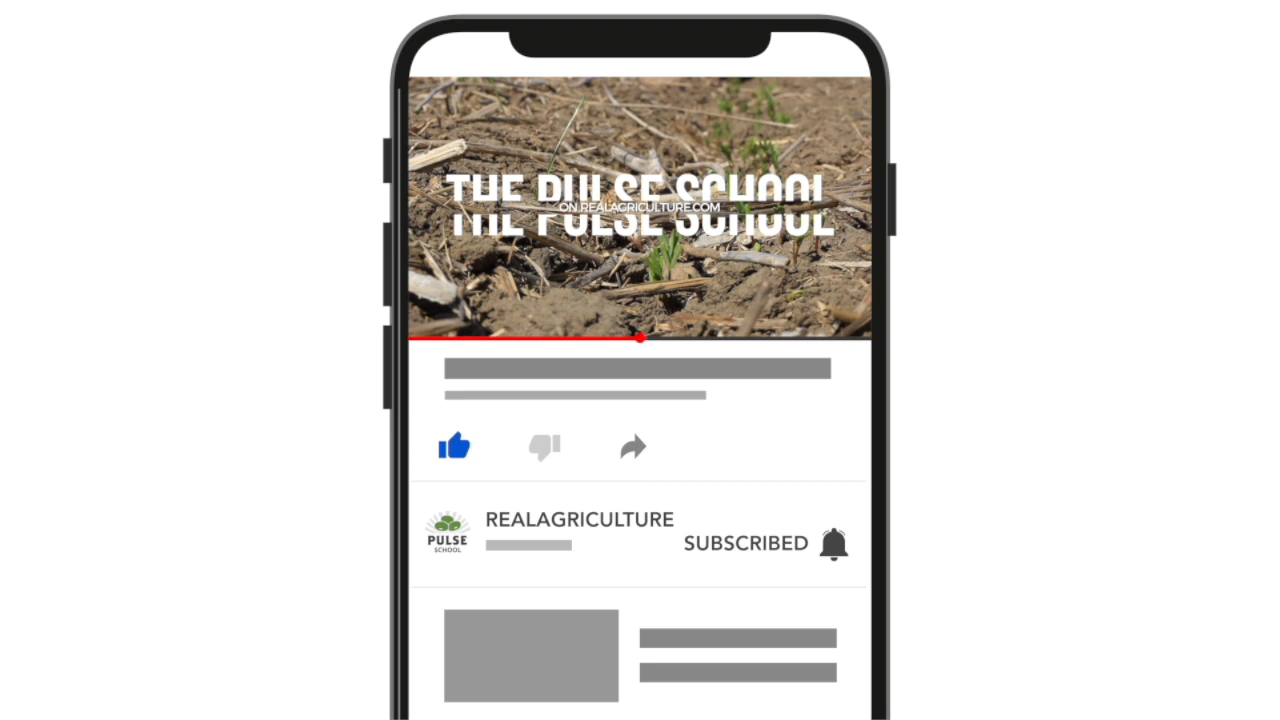 THE PULSE SCHOOL
ON REALAGRICULTURE.COM
PULSE
SCHOOL
REALAGRICULTURE
SUBSCRIBED